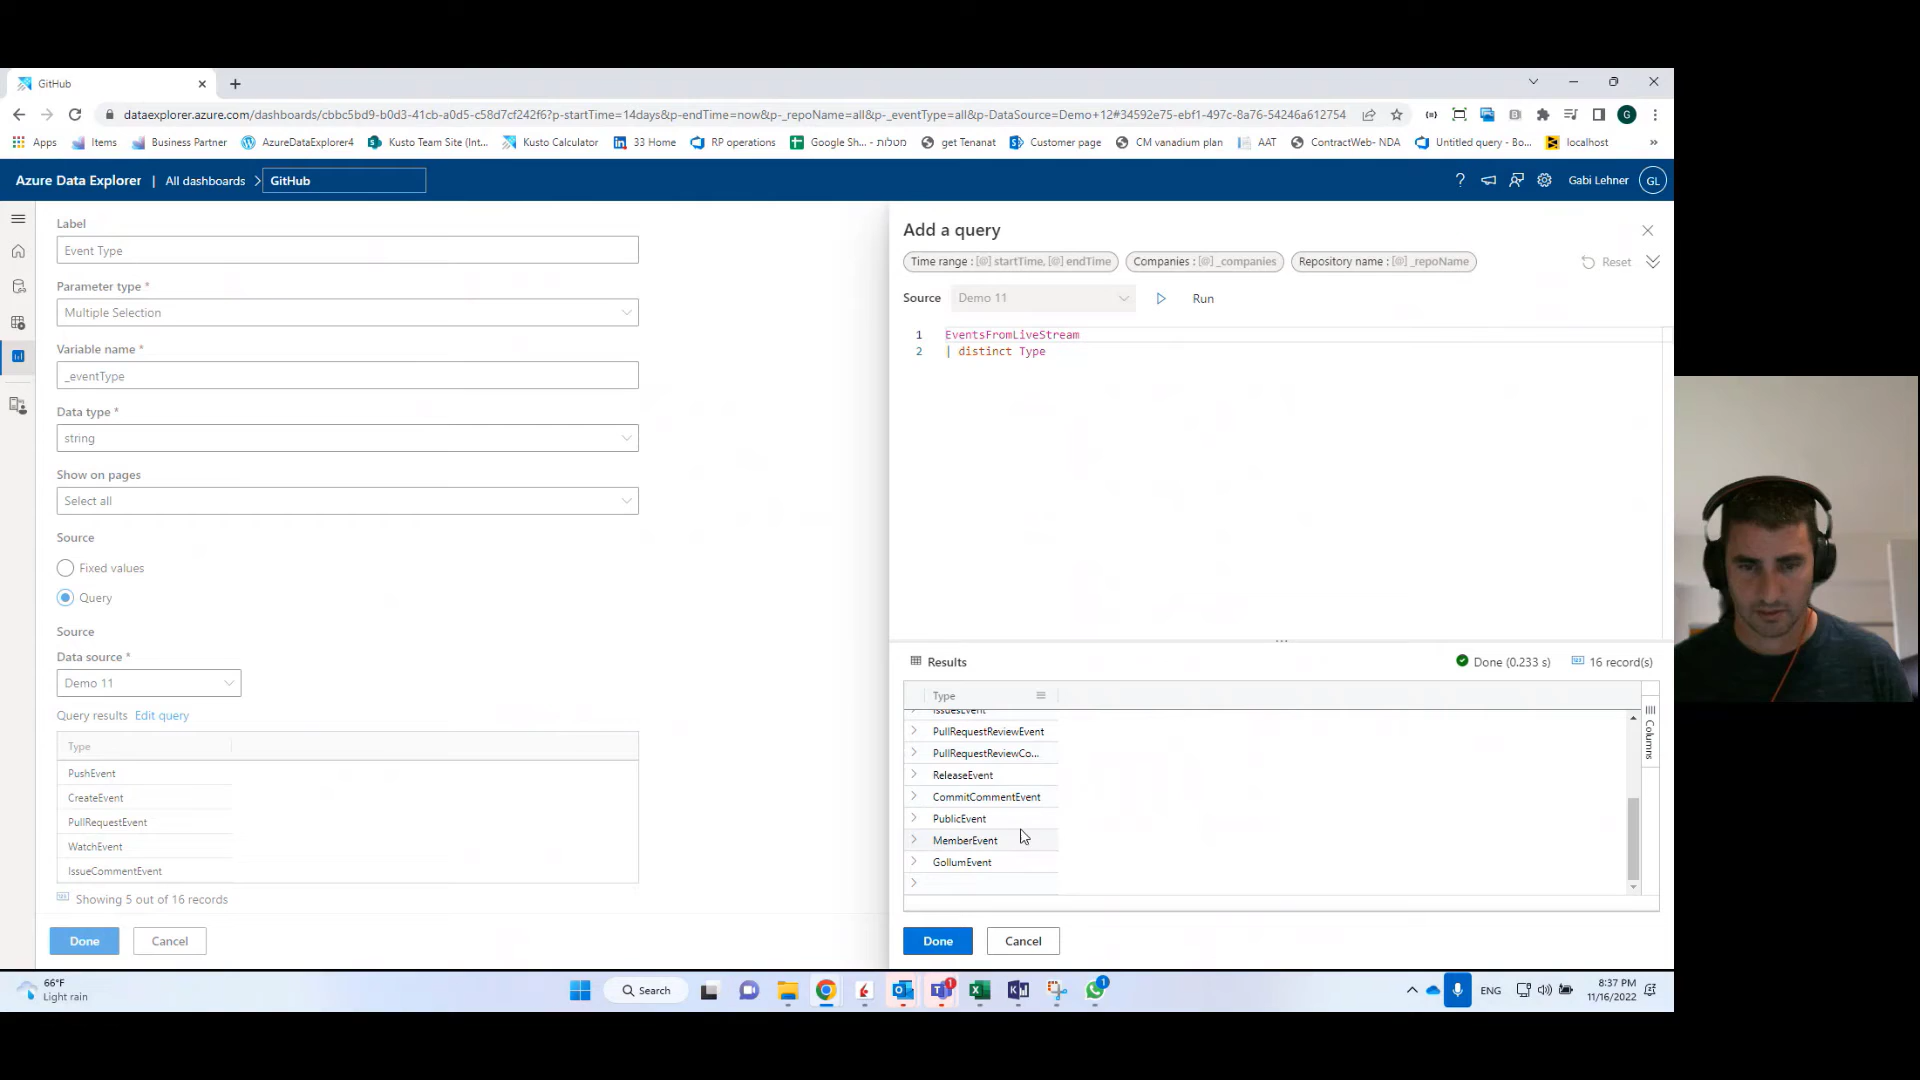 GitHub
dataexplorer.azure.com/dashboards/cbbc5bd9-b0d3-41cb-a0d5-c58d7cf242f6?p-startTime=14days&p-endTime=now&p-_repoName=all&p-_eventType=all&p-DataSource=Demo+12#34592e75-ebf1-497c-8a76-54246a612754
Apps Items Business Partner AzureDataExplorer4 Kusto Team Site (Int... Kusto Calculator 33 Home RP operations Google Sh... - מטלות get Tenanat Customer page CM vanadium plan AAT ContractWeb- NDA Untitled query - Bo... localhost
Azure Data Explorer | All dashboards > GitHub
Gabi Lehner GL
Label
Event Type
Parameter type *
Multiple Selection
Variable name *
_eventType
Data type *
string
Show on pages
Select all
Source
Fixed values
Query
Source
Data source *
Demo 11
Query results Edit query
Type
PushEvent
CreateEvent
PullRequestEvent
WatchEvent
IssueCommentEvent
Showing 5 out of 16 records
Done Cancel
Add a query
Time range : [@] startTime, [@] endTime Companies : [@] _companies Repository name : [@] _repoName Reset
Source Demo 11 Run
1 EventsFromLiveStream
2 | distinct Type
Results Done (0.233 s) 16 record(s)
Type
IssuesEvent
PullRequestReviewEvent
PullRequestReviewCo...
ReleaseEvent
CommitCommentEvent
PublicEvent
MemberEvent
GollumEvent
Columns
Done Cancel
66°F
Light rain
Search
1
1
ENG
8:37 PM
11/16/2022